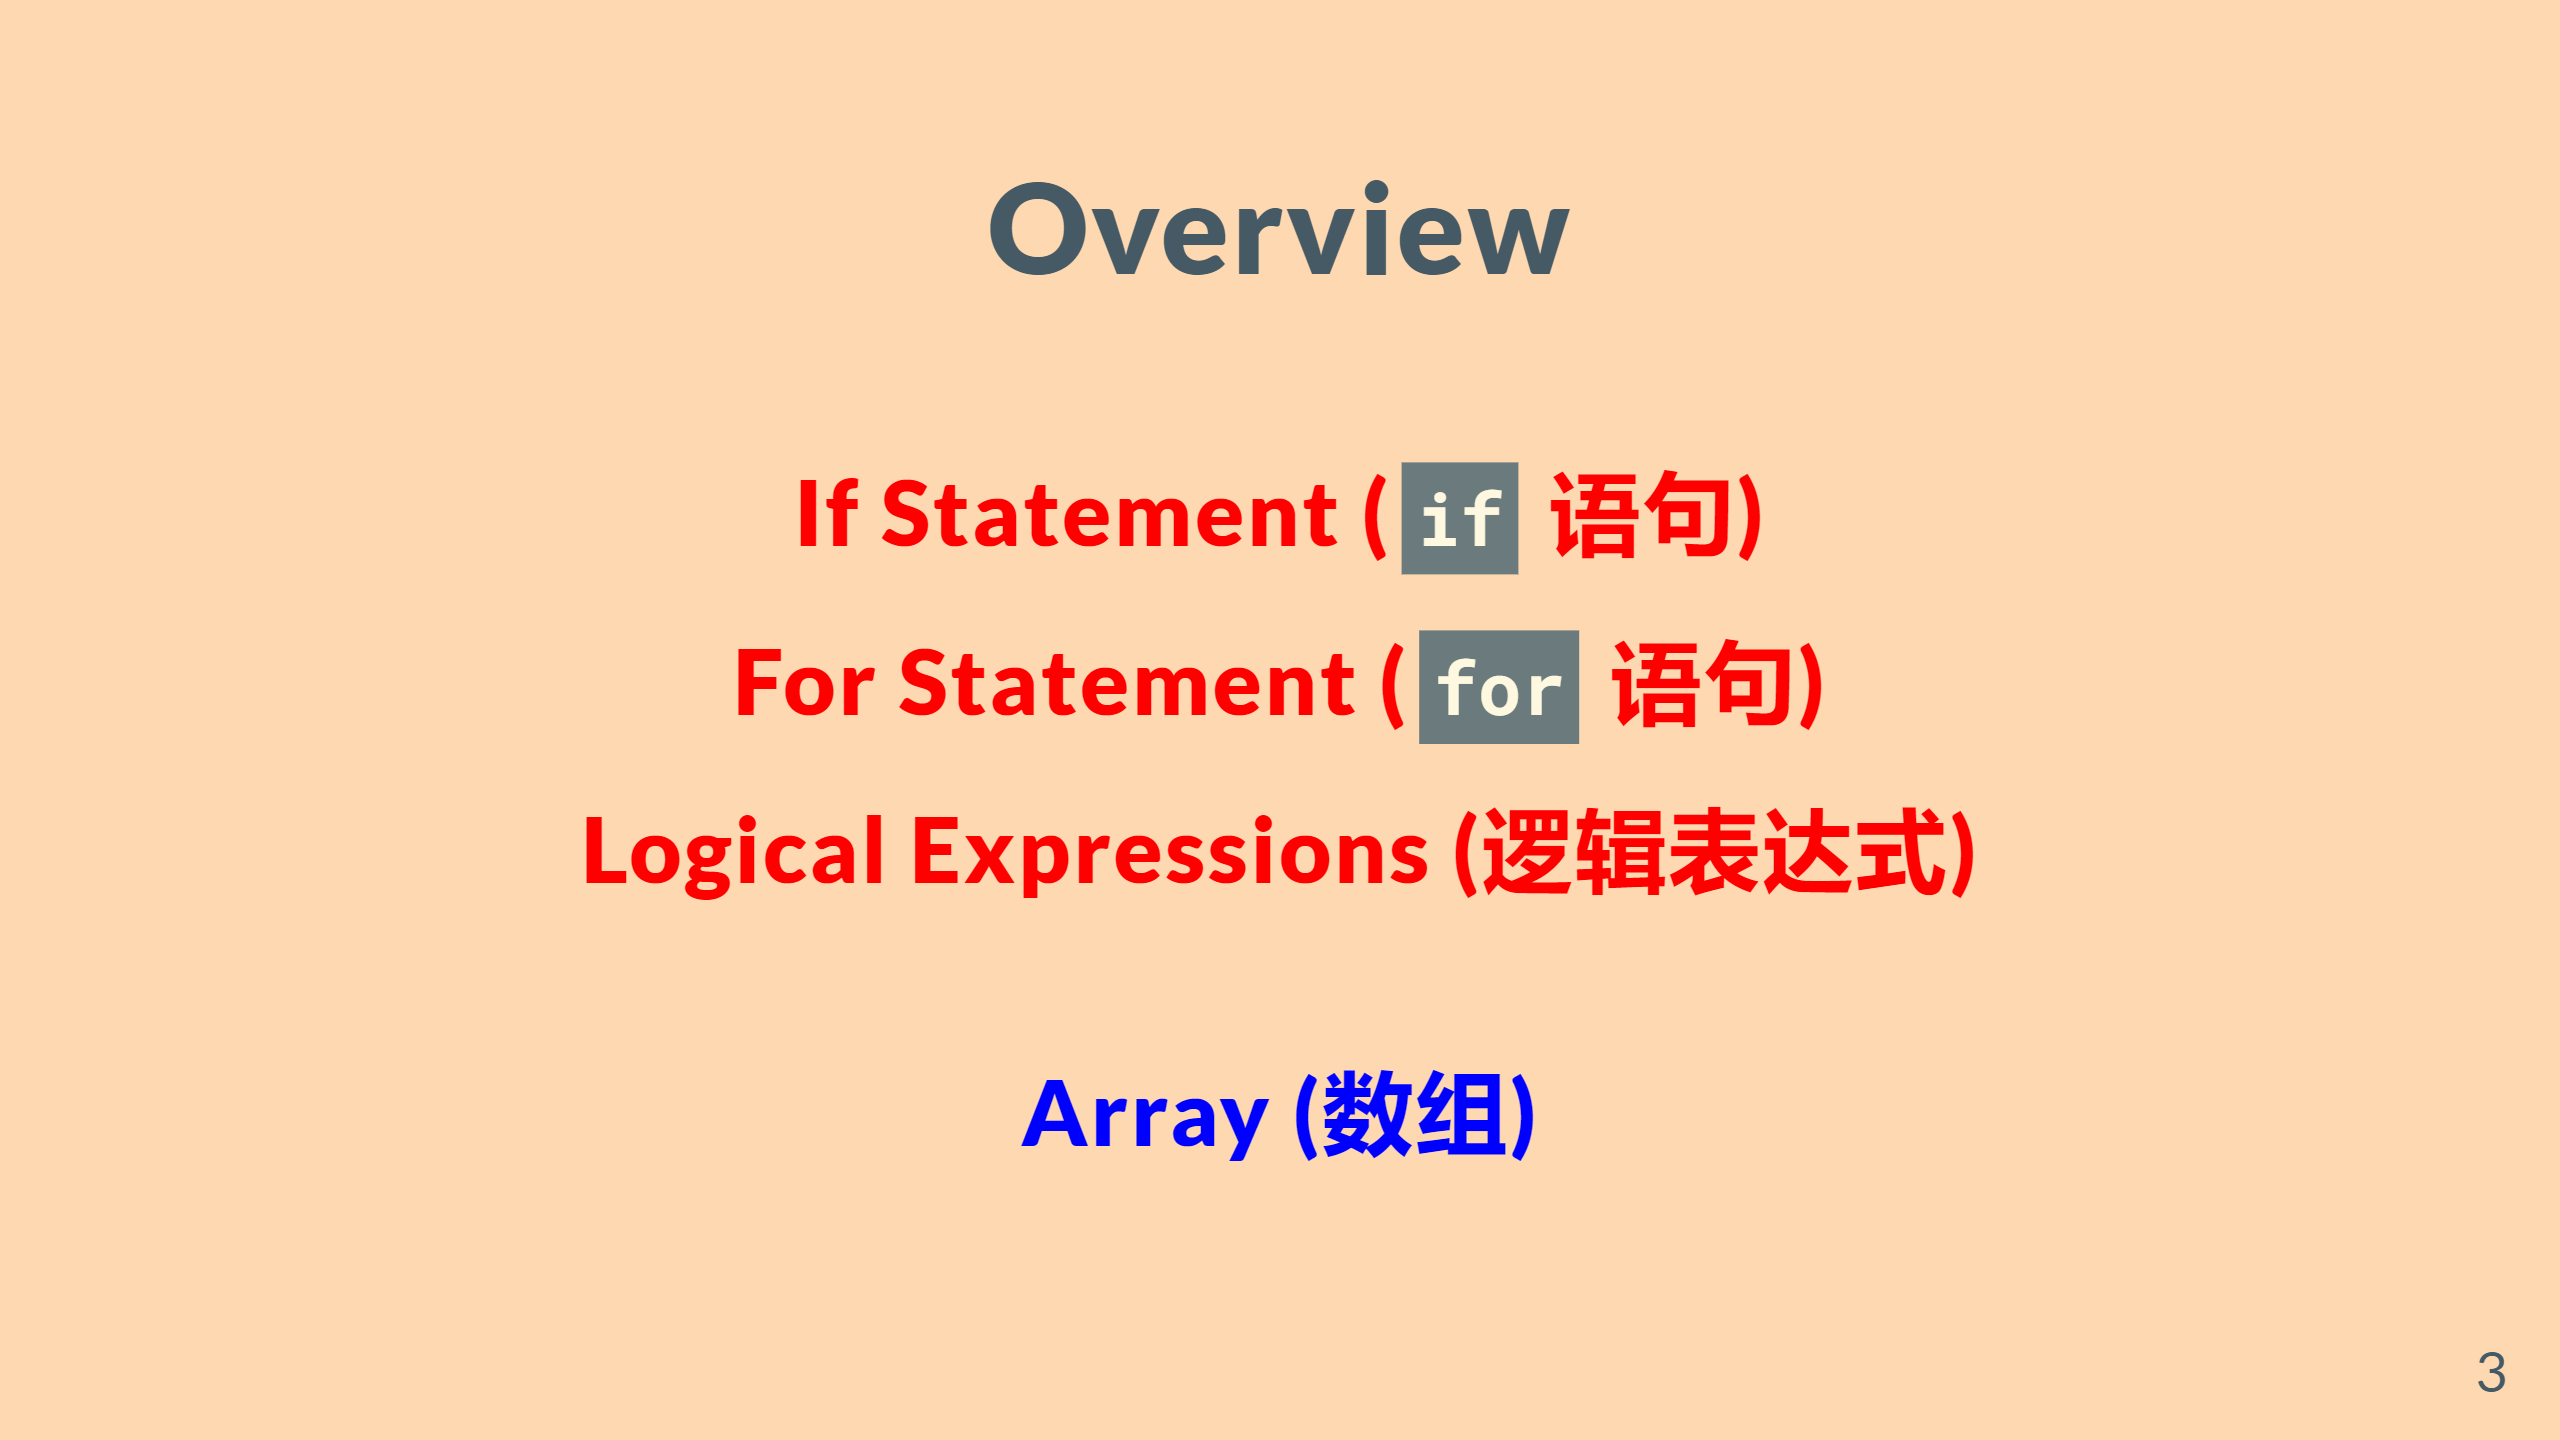 Overview
If Statement (if 语句)
For Statement (for 语句)
Logical Expressions (逻辑表达式)
Array (数组)
3